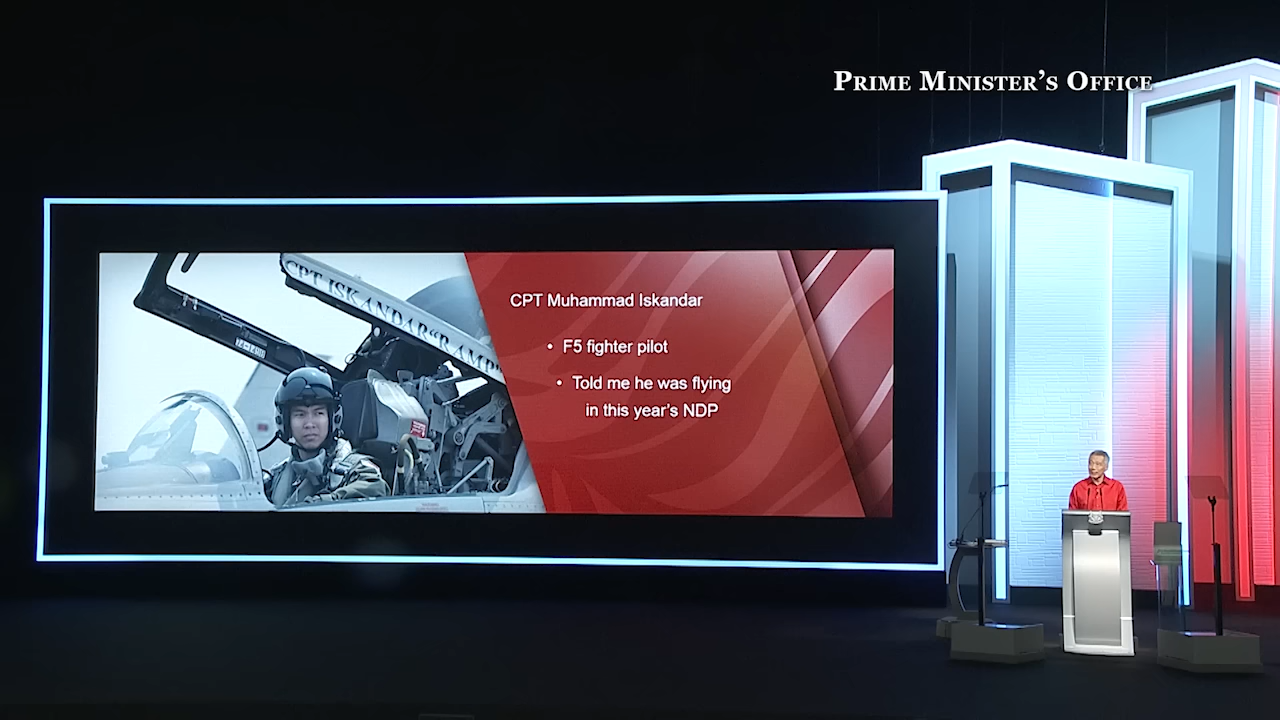 PRIME MINISTER'S OFFICE
CPT ISKANDAR "RAMP"
CPT Muhammad Iskandar
• F5 fighter pilot
• Told me he was flying
in this year's NDP